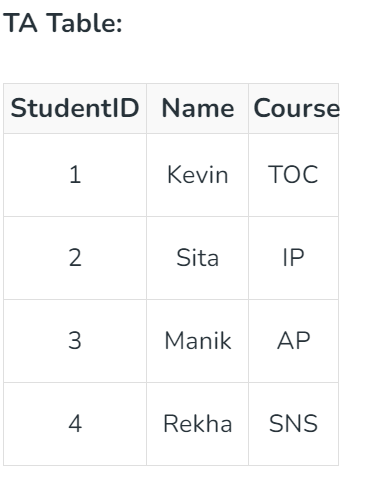 TA Table:
StudentID Name Course
1 Kevin TOC
2 Sita IP
3 Manik AP
4 Rekha SNS